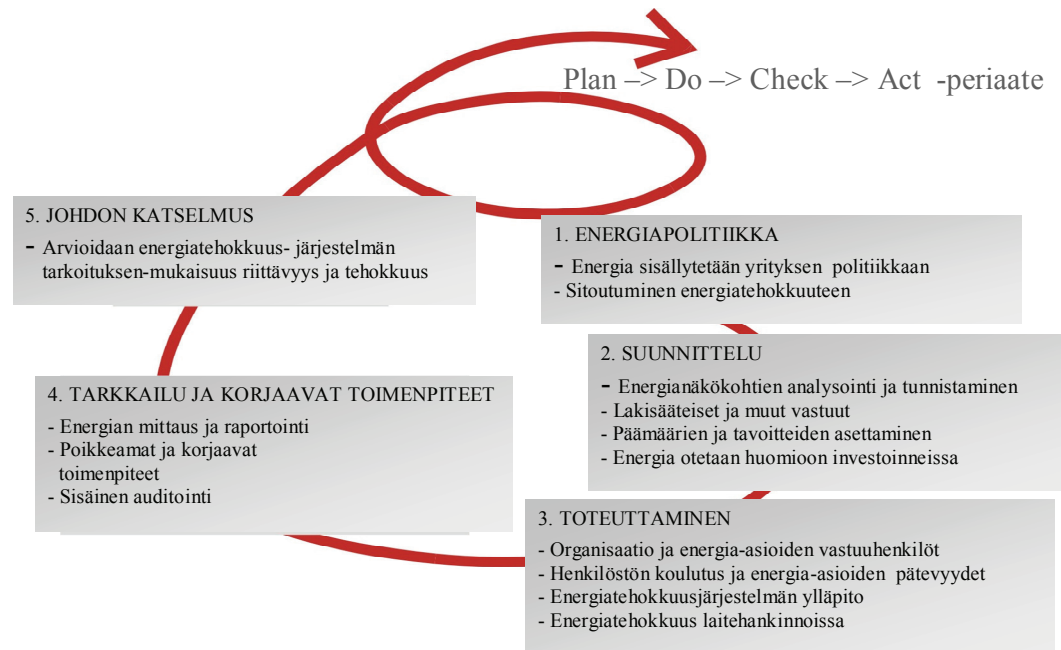 Plan –> Do –> Check –> Act -periaate
5. JOHDON KATSELMUS
- Arvioidaan energiatehokkuus- järjestelmän
tarkoituksen-mukaisuus riittävyys ja tehokkuus
1. ENERGIAPOLITIIKKA
- Energia sisällytetään yrityksen politiikkaan
- Sitoutuminen energiatehokkuuteen
2. SUUNNITTELU
- Energianäkökohtien analysointi ja tunnistaminen
- Lakisääteiset ja muut vastuut
- Päämäärien ja tavoitteiden asettaminen
- Energia otetaan huomioon investoinneissa
4. TARKKAILU JA KORJAAVAT TOIMENPITEET
- Energian mittaus ja raportointi
- Poikkeamat ja korjaavat
toimenpiteet
- Sisäinen auditointi
3. TOTEUTTAMINEN
- Organisaatio ja energia-asioiden vastuuhenkilöt
- Henkilöstön koulutus ja energia-asioiden pätevyydet
- Energiatehokkuusjärjestelmän ylläpito
- Energiatehokkuus laitehankinnoissa